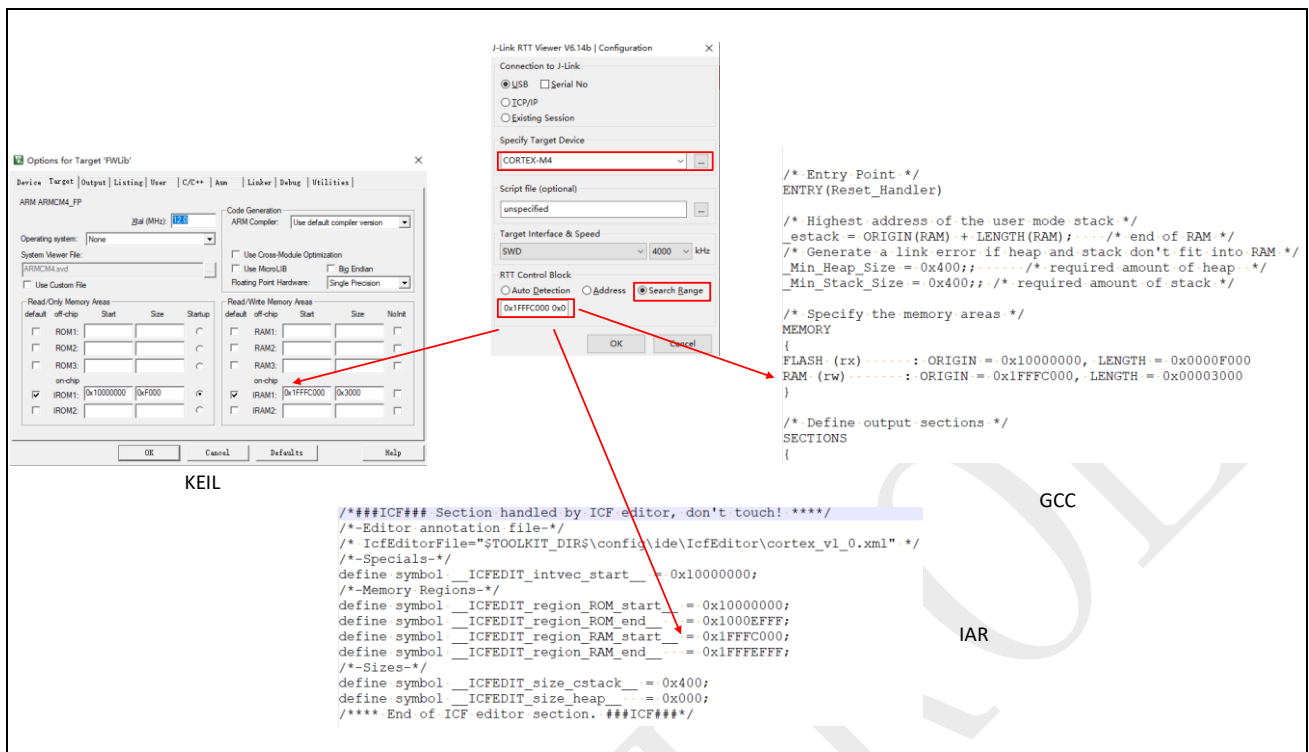 J-Link RTT Viewer V6.14b | Configuration
Connection to J-Link
USB Serial No
TCP/IP
Existing Session
Specify Target Device
CORTEX-M4
...
Script file (optional)
unspecified
...
Target Interface & Speed
SWD 4000 kHz
RTT Control Block
Auto Detection Address Search Range
0x1FFFC000 0x0
OK Cancel
Options for Target 'FWLib'
Device Target Output Listing User C/C++ Asm Linker Debug Utilities
ARM ARMCM4_FP
Xtal (MHz): 12.0
Operating system: None
System Viewer File:
ARMCM4.svd
...
Use Custom File
Code Generation
ARM Compiler: Use default compiler version
Use Cross-Module Optimization
Use MicroLIB Big Endian
Floating Point Hardware: Single Precision
Read/Only Memory Areas
default off-chip Start Size Startup
ROM1:
ROM2:
ROM3:
on-chip
IROM1: 0x10000000 0xF000
IROM2:
Read/Write Memory Areas
default off-chip Start Size NoInit
RAM1:
RAM2:
RAM3:
on-chip
IRAM1: 0x1FFFC000 0x3000
IRAM2:
OK Cancel Defaults Help
KEIL
/* Entry Point */
ENTRY(Reset_Handler)
/* Highest address of the user mode stack */
_estack = ORIGIN(RAM) + LENGTH(RAM); /* end of RAM */
/* Generate a link error if heap and stack don't fit into RAM */
_Min_Heap_Size = 0x400;; /* required amount of heap */
_Min_Stack_Size = 0x400;; /* required amount of stack */
/* Specify the memory areas */
MEMORY
{
FLASH (rx) : ORIGIN = 0x10000000, LENGTH = 0x0000F000
RAM (rw) : ORIGIN = 0x1FFFC000, LENGTH = 0x00003000
}
/* Define output sections */
SECTIONS
{
GCC
/*###ICF### Section handled by ICF editor, don't touch! ****/
/*-Editor annotation file-*/
/* IcfEditorFile="$TOOLKIT_DIR$\config\ide\IcfEditor\cortex_v1_0.xml" */
/*-Specials-*/
define symbol __ICFEDIT_intvec_start__ = 0x10000000;
/*-Memory Regions-*/
define symbol __ICFEDIT_region_ROM_start__ = 0x10000000;
define symbol __ICFEDIT_region_ROM_end__ = 0x1000EFFF;
define symbol __ICFEDIT_region_RAM_start__ = 0x1FFFC000;
define symbol __ICFEDIT_region_RAM_end__ = 0x1FFFEFFF;
/*-Sizes-*/
define symbol __ICFEDIT_size_cstack__ = 0x400;
define symbol __ICFEDIT_size_heap__ = 0x000;
/**** End of ICF editor section. ###ICF###*/
IAR